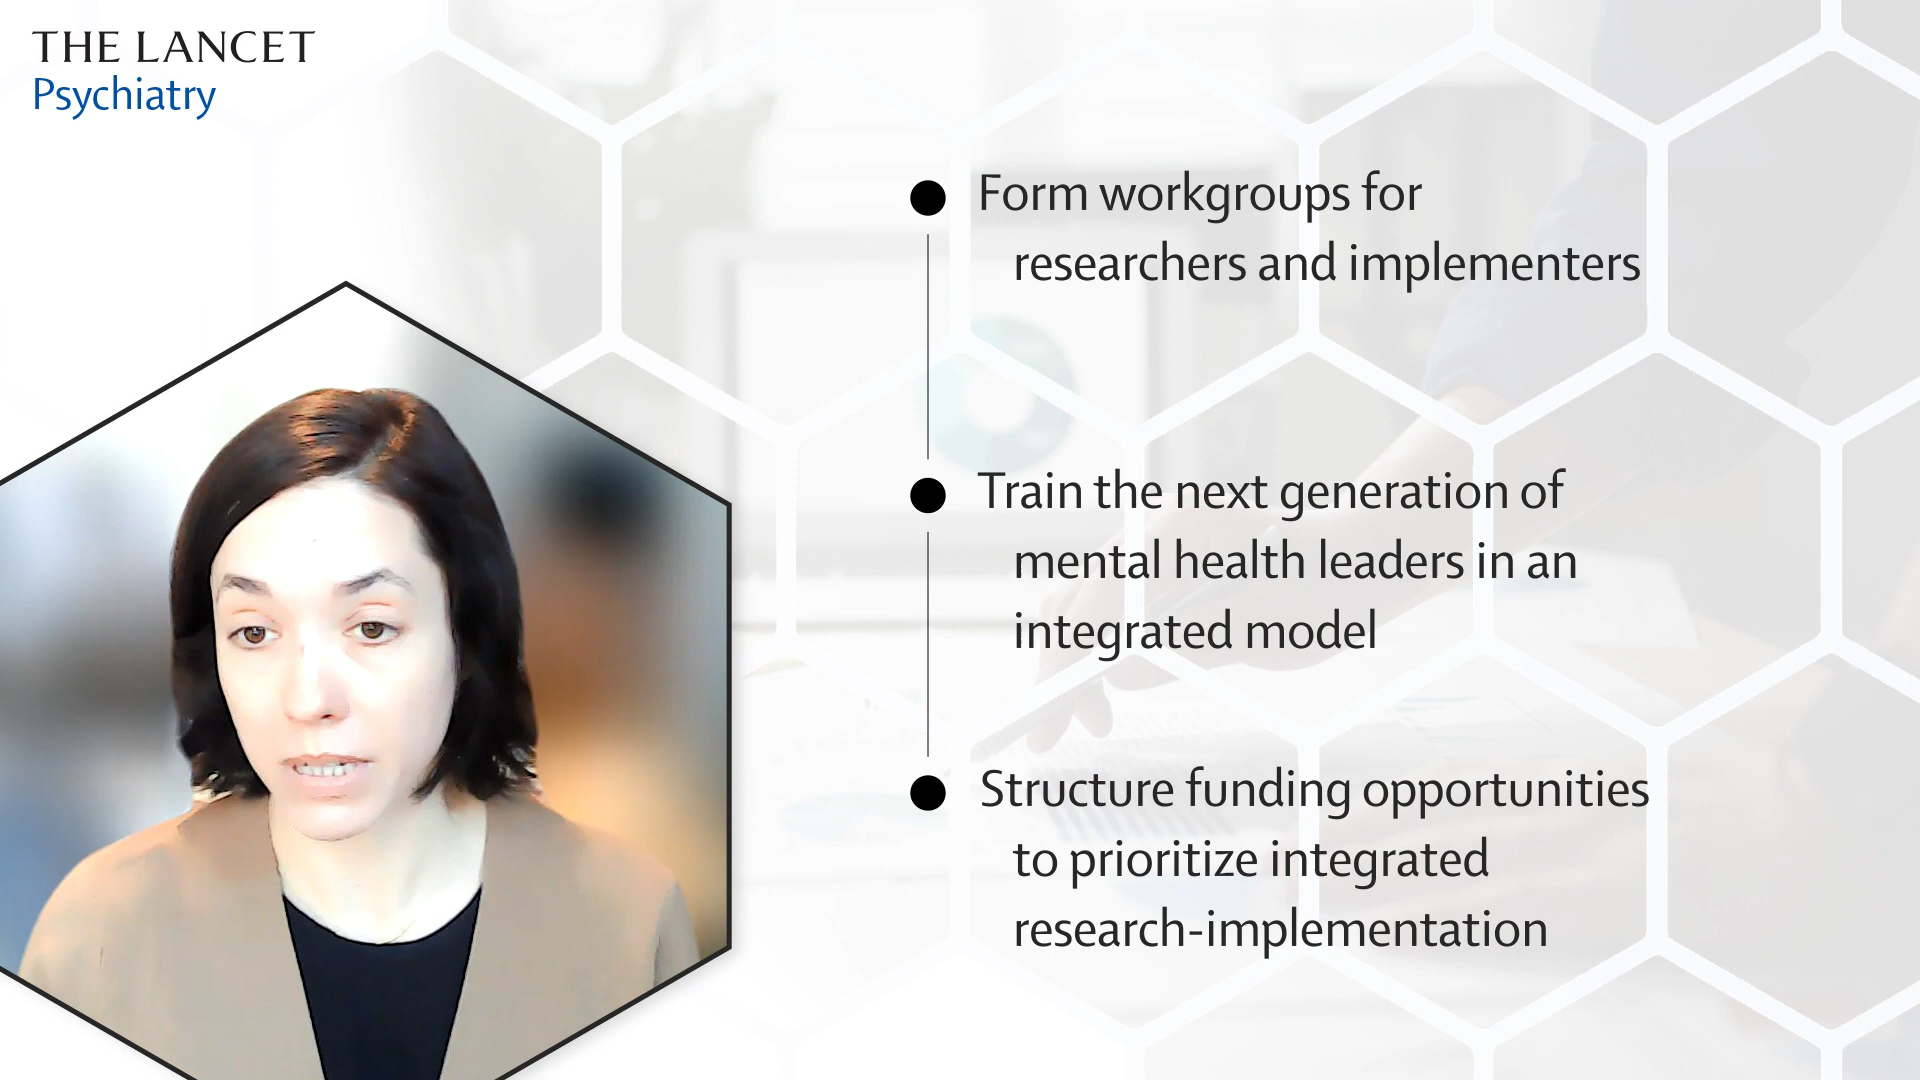 THE LANCET
Psychiatry
Form workgroups for
researchers and implementers
Train the next generation of
mental health leaders in an
integrated model
Structure funding opportunities
to prioritize integrated
research-implementation